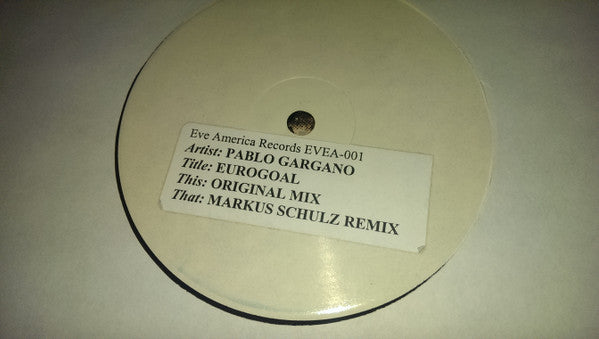 Eve America Records EVEA-001
Artist: PABLO GARGANO
Title: EUROGOAL
This: ORIGINAL MIX
That: MARKUS SCHULZ REMIX